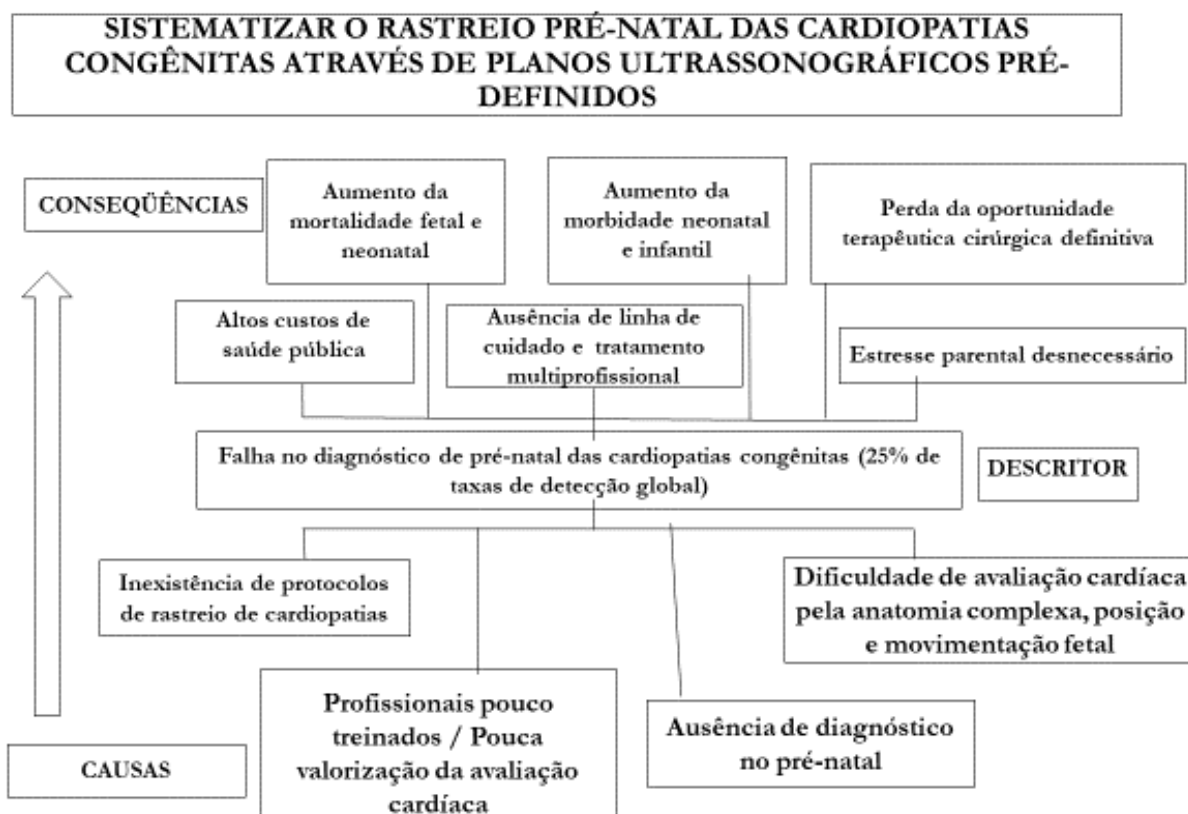 SISTEMATIZAR O RASTREIO PRÉ-NATAL DAS CARDIOPATIAS
CONGÊNITAS ATRAVÉS DE PLANOS ULTRASSONOGRÁFICOS PRÉ-
DEFINIDOS
CONSEQÜÊNCIAS
Aumento da
mortalidade fetal e
neonatal
Aumento da
morbidade neonatal
e infantil
Perda da oportunidade
terapêutica cirúrgica definitiva
Altos custos de
saúde pública
Ausência de linha de
cuidado e tratamento
multiprofissional
Estresse parental desnecessário
Falha no diagnóstico de pré-natal das cardiopatias congênitas (25% de
taxas de detecção global)
DESCRITOR
Inexistência de protocolos
de rastreio de cardiopatias
Dificuldade de avaliação cardíaca
pela anatomia complexa, posição
e movimentação fetal
Profissionais pouco
treinados / Pouca
valorização da avaliação
cardíaca
Ausência de diagnóstico
no pré-natal
CAUSAS